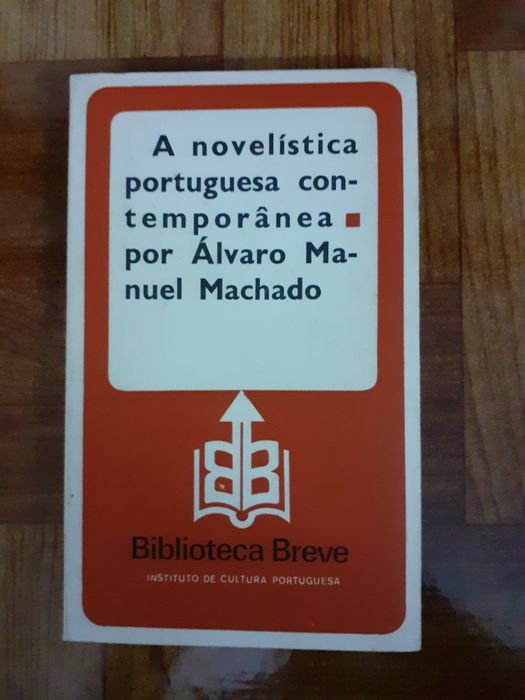 A novelística
portuguesa con-
temporânea ■
por Álvaro Ma-
nuel Machado
BB
Biblioteca Breve
INSTITUTO DE CULTURA PORTUGUESA